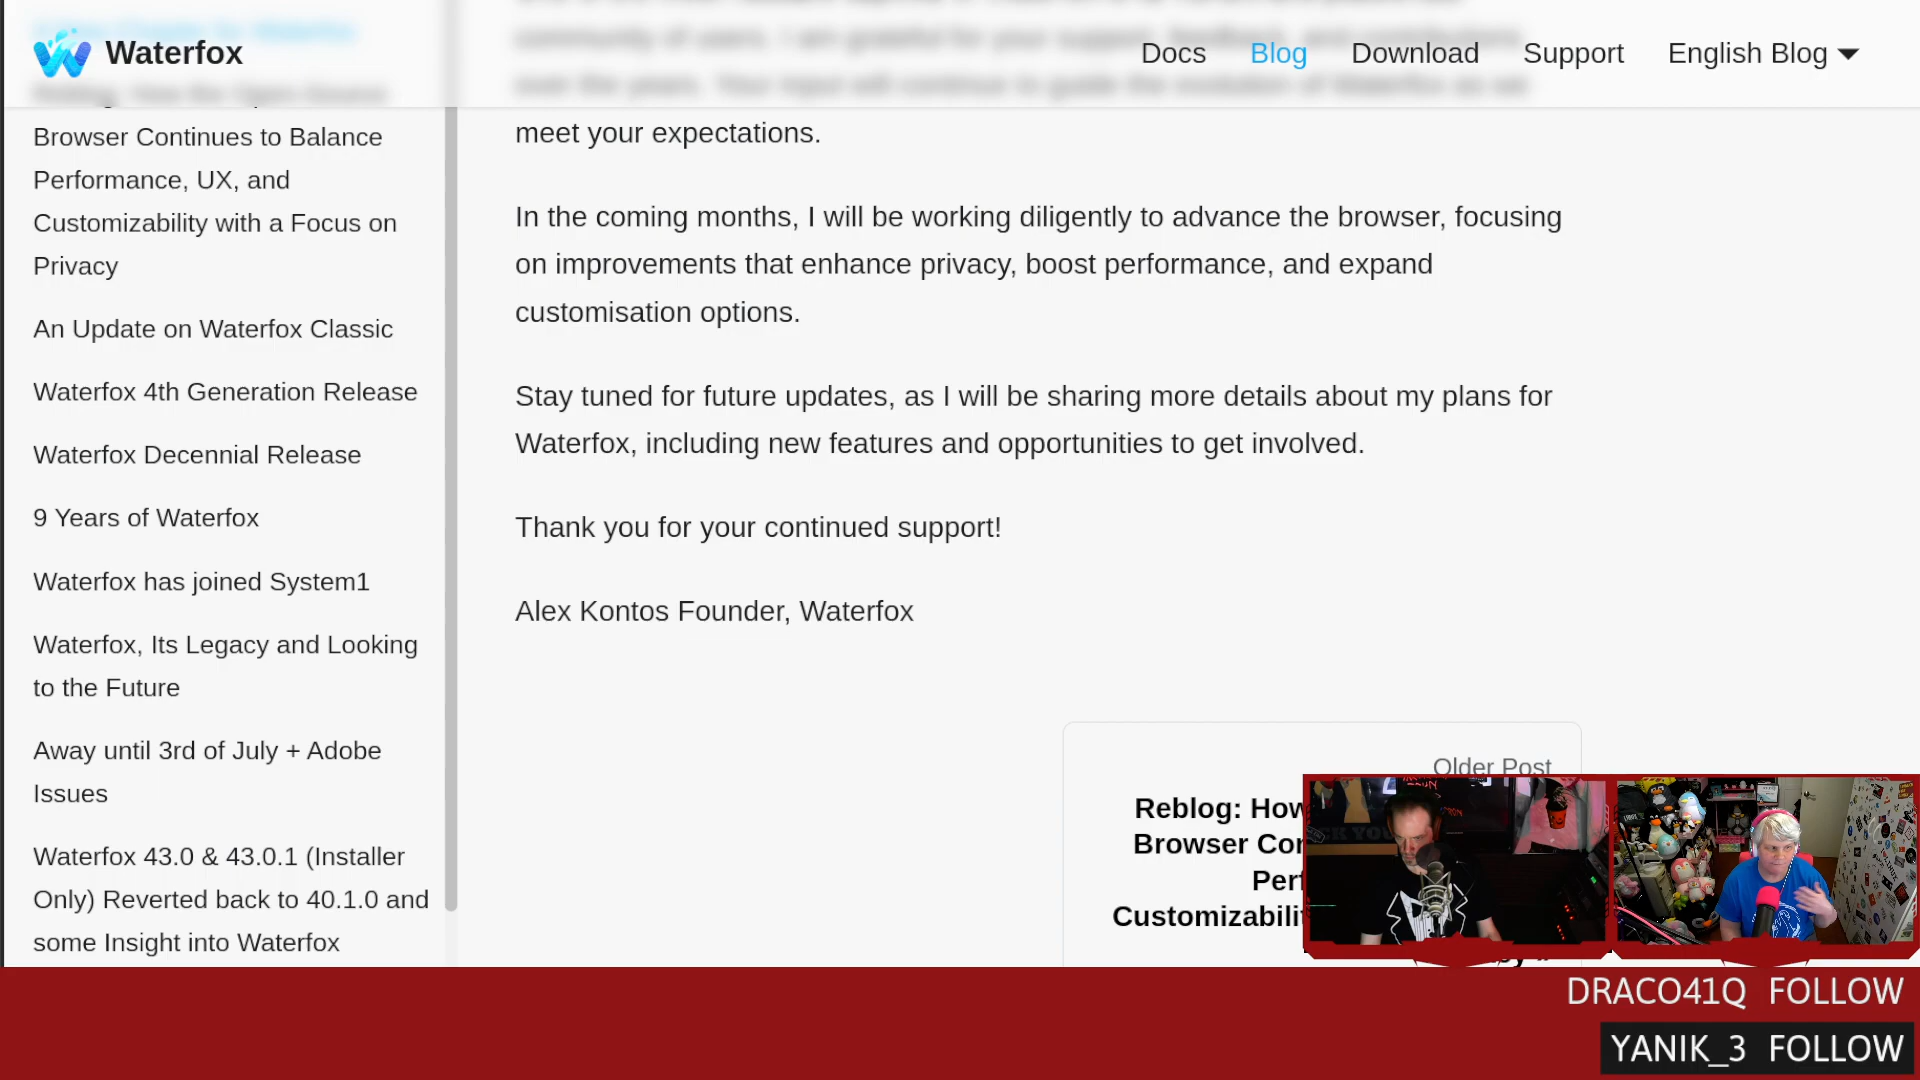 Waterfox
Docs
Blog
Download
Support
English Blog
Browser Continues to Balance
Performance, UX, and
Customizability with a Focus on
Privacy
An Update on Waterfox Classic
Waterfox 4th Generation Release
Waterfox Decennial Release
9 Years of Waterfox
Waterfox has joined System1
Waterfox, Its Legacy and Looking
to the Future
Away until 3rd of July + Adobe
Issues
Waterfox 43.0 & 43.0.1 (Installer
Only) Reverted back to 40.1.0 and
some Insight into Waterfox
meet your expectations.
In the coming months, I will be working diligently to advance the browser, focusing
on improvements that enhance privacy, boost performance, and expand
customisation options.
Stay tuned for future updates, as I will be sharing more details about my plans for
Waterfox, including new features and opportunities to get involved.
Thank you for your continued support!
Alex Kontos Founder, Waterfox
Older Post
Reblog: How
Browser
Customizabili
DRACO41Q FOLLOW
YANIK_3 FOLLOW